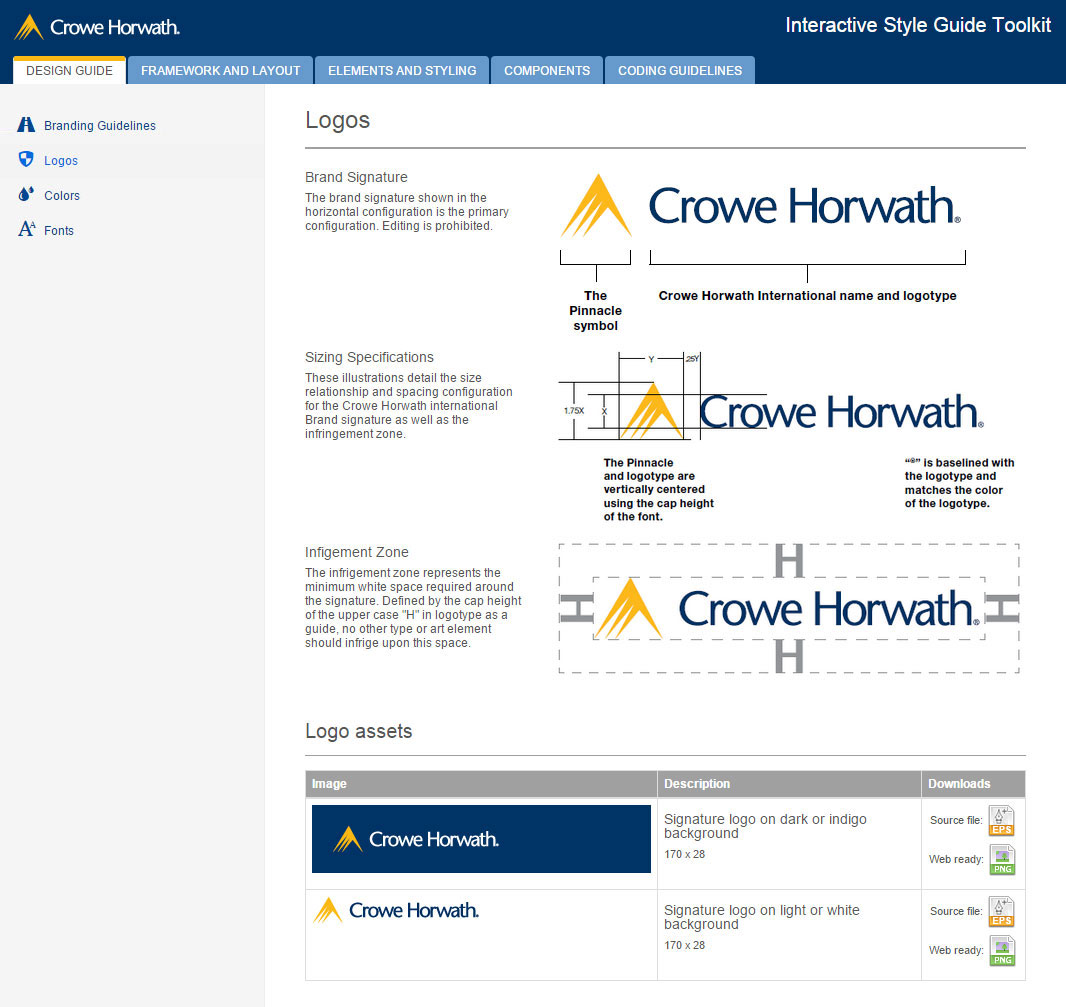 Crowe Horwath.
Interactive Style Guide Toolkit
DESIGN GUIDE
FRAMEWORK AND LAYOUT
ELEMENTS AND STYLING
COMPONENTS
CODING GUIDELINES
Branding Guidelines
Logos
Colors
Fonts
Logos
Brand Signature
The brand signature shown in the
horizontal configuration is the primary
configuration. Editing is prohibited.
Crowe Horwath®
The
Pinnacle
symbol
Crowe Horwath International name and logotype
Sizing Specifications
These illustrations detail the size
relationship and spacing configuration
for the Crowe Horwath international
Brand signature as well as the
infringement zone.
Y
.25Y
1.75X
X
Crowe Horwath®
The Pinnacle
and logotype are
vertically centered
using the cap height
of the font.
“®” is baselined with
the logotype and
matches the color
of the logotype.
Infigement Zone
The infrigement zone represents the
minimum white space required around
the signature. Defined by the cap height
of the upper case "H" in logotype as a
guide, no other type or art element
should infrige upon this space.
H
H
Crowe Horwath®
H
H
Logo assets
Image
Description
Downloads
Crowe Horwath.
Signature logo on dark or indigo
background
170 x 28
Source file:
EPS
Web ready:
PNG
Crowe Horwath.
Signature logo on light or white
background
170 x 28
Source file:
EPS
Web ready:
PNG